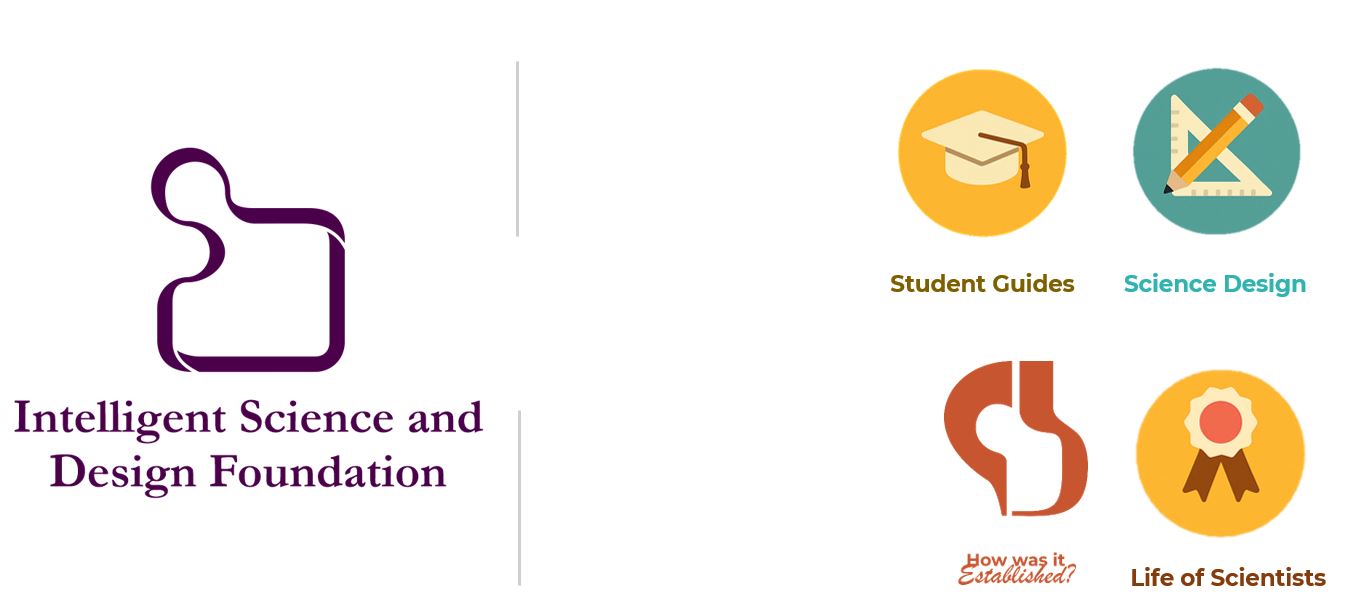 Intelligent Science and
Design Foundation
Student Guides
Science Design
How was it
Established?
Life of Scientists